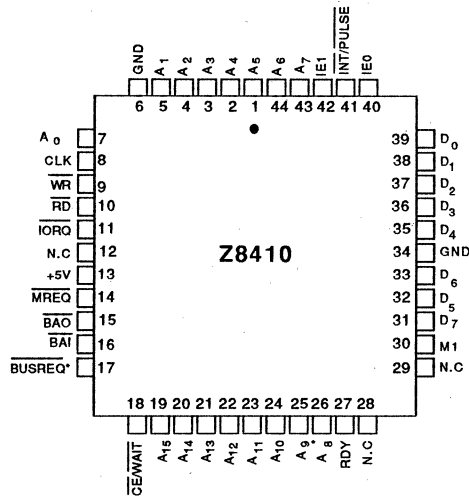 GND A1 A2 A3 A4 A5 A6 A7 IE1 INT/PULSE IE0
6 5 4 3 2 1 44 43 42 41 40
A0 7
CLK 8
WR 9
RD 10
IORQ 11
N.C 12
+5V 13
MREQ 14
BAO 15
BAI 16
BUSREQ* 17
Z8410
39 D0
38 D1
37 D2
36 D3
35 D4
34 GND
33 D6
32 D5
31 D7
30 M1
29 N.C
18 19 20 21 22 23 24 25 26 27 28
CE/WAIT A15 A14 A13 A12 A11 A10 A9 * A8 RDY N.C